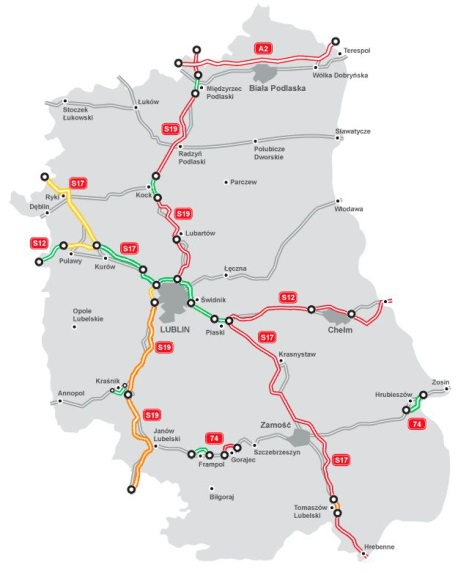 A2
Terespol
Wólka Dobryńska
Międzyrzec
Podlaski
Biała Podlaska
Stoczek
Łukowski
Łuków
S19
Sławatycze
Radzyń
Podlaski
Połubicze
Dworskie
S17
Ryki
Kock
Parczew
Dęblin
S19
Włodawa
Lubartów
S12
S17
Puławy
Kurów
Łęczna
Świdnik
S12
Opole
Lubelskie
LUBLIN
Piaski
Chełm
S17
S19
Krasnystaw
Kraśnik
Zosin
Annopol
Hrubieszów
S19
74
Janów
Lubelski
74
Zamość
Szczebrzeszyn
Frampol
Gorajec
S17
Biłgoraj
Tomaszów
Lubelski
Hrebenne